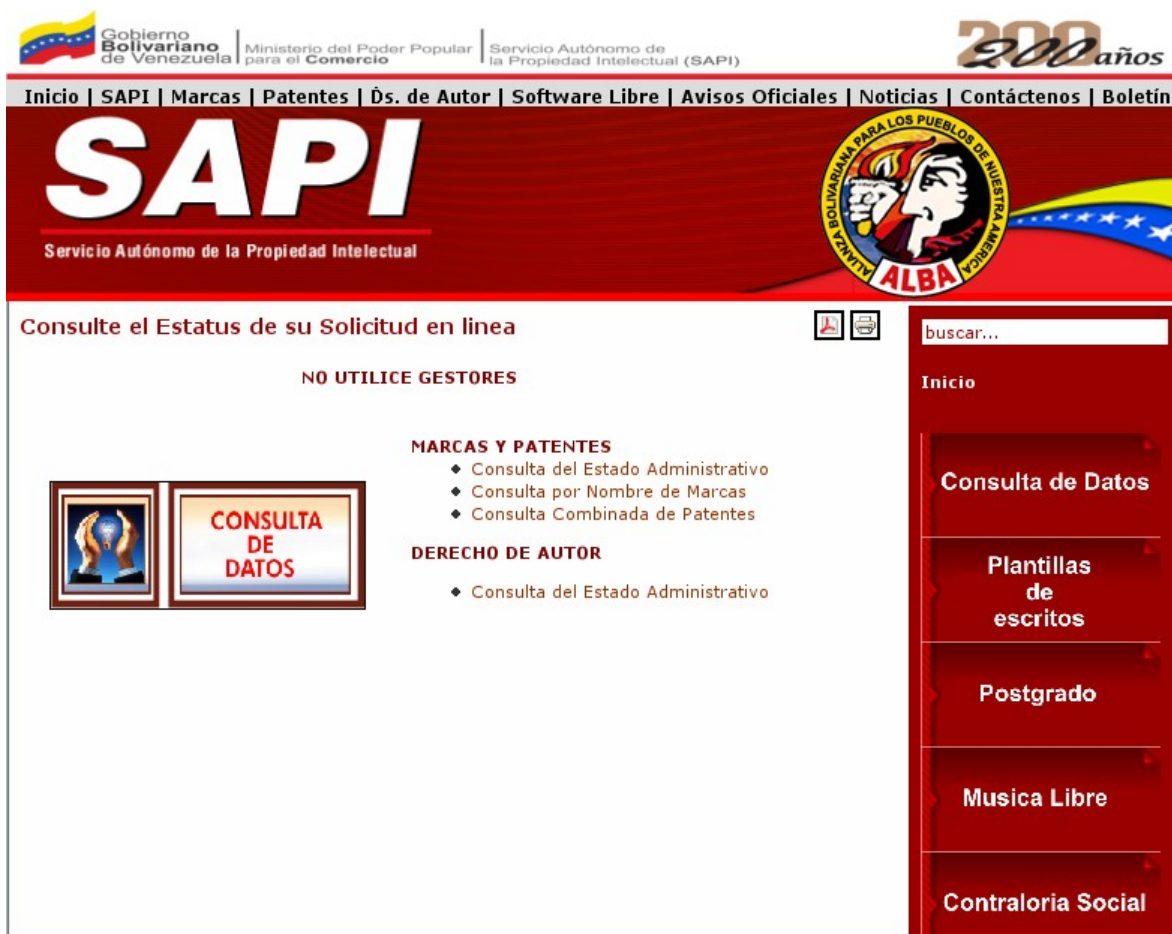 Gobierno
Bolivariano
de Venezuela
Ministerio del Poder Popular
para el Comercio
Servicio Autónomo de
la Propiedad Intelectual (SAPI)
200 años
Inicio | SAPI | Marcas | Patentes | Ds. de Autor | Software Libre | Avisos Oficiales | Noticias | Contáctenos | Boletín
SAPI
Servicio Autónomo de la Propiedad Intelectual
ALIANZA BOLIVARIANA PARA LOS PUEBLOS DE NUESTRA AMERICA
ALBA
Consulte el Estatus de su Solicitud en linea
buscar...
NO UTILICE GESTORES
Inicio
MARCAS Y PATENTES
Consulta del Estado Administrativo
Consulta por Nombre de Marcas
Consulta Combinada de Patentes
DERECHO DE AUTOR
Consulta del Estado Administrativo
CONSULTA
DE
DATOS
Consulta de Datos
Plantillas
de
escritos
Postgrado
Musica Libre
Contraloria Social